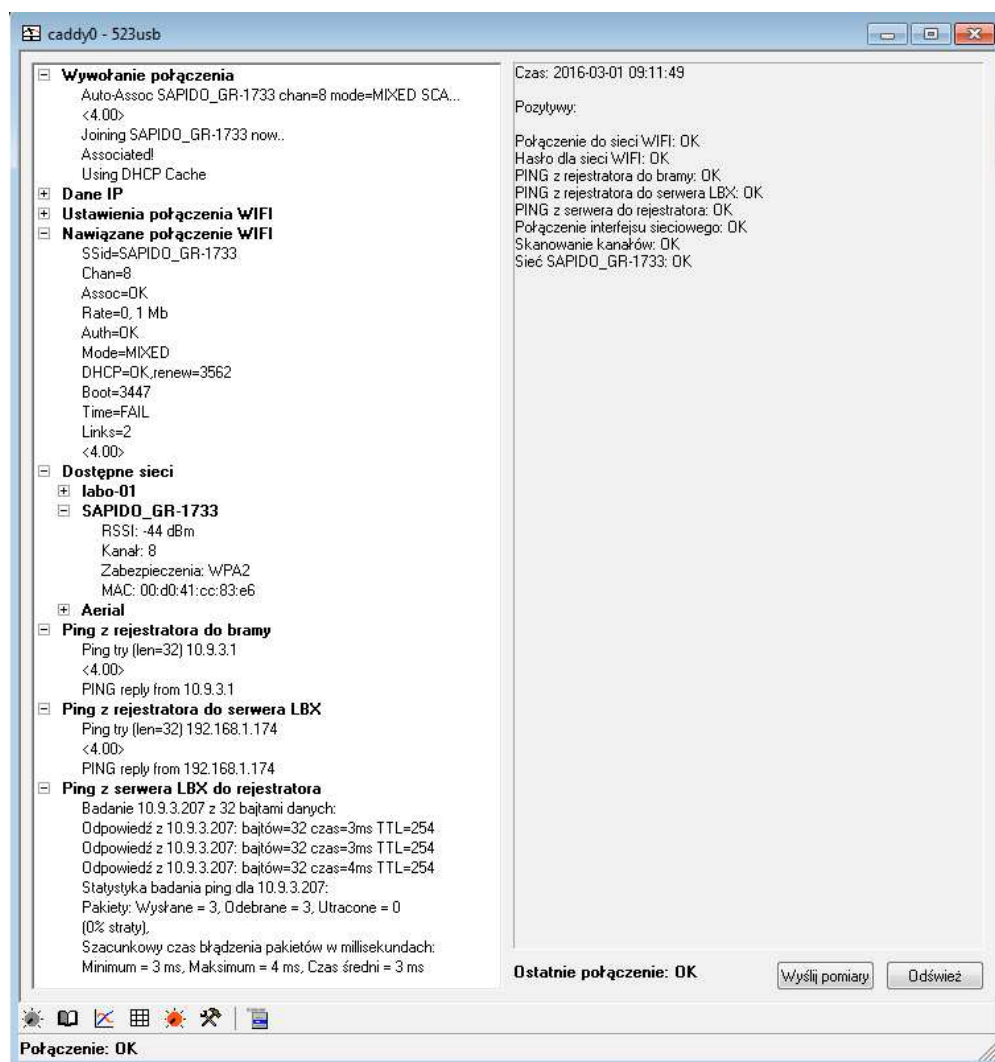 caddy0 - 523usb
Wywołanie połączenia
Auto-Assoc SAPIDO_GR-1733 chan=8 mode=MIXED SCA...
<4.00>
Joining SAPIDO_GR-1733 now..
Associated!
Using DHCP Cache
Dane IP
Ustawienia połączenia WIFI
Nawiązane połączenie WIFI
SSid=SAPIDO_GR-1733
Chan=8
Assoc=OK
Rate=0, 1 Mb
Auth=OK
Mode=MIXED
DHCP=OK,renew=3562
Boot=3447
Time=FAIL
Links=2
<4.00>
Dostępne sieci
labo-01
SAPIDO_GR-1733
RSSI: -44 dBm
Kanał: 8
Zabezpieczenia: WPA2
MAC: 00:d0:41:cc:83:e6
Aerial
Ping z rejestratora do bramy
Ping try (len=32) 10.9.3.1
<4.00>
PING reply from 10.9.3.1
Ping z rejestratora do serwera LBX
Ping try (len=32) 192.168.1.174
<4.00>
PING reply from 192.168.1.174
Ping z serwera LBX do rejestratora
Badanie 10.9.3.207 z 32 bajtami danych:
Odpowiedź z 10.9.3.207: bajtów=32 czas=3ms TTL=254
Odpowiedź z 10.9.3.207: bajtów=32 czas=3ms TTL=254
Odpowiedź z 10.9.3.207: bajtów=32 czas=4ms TTL=254
Statystyka badania ping dla 10.9.3.207:
Pakiety: Wysłane = 3, Odebrane = 3, Utracone = 0
(0% straty),
Szacunkowy czas błądzenia pakietów w millisekundach:
Minimum = 3 ms, Maksimum = 4 ms, Czas średni = 3 ms
Czas: 2016-03-01 09:11:49
Pozytywy:
Połączenie do sieci WIFI: OK
Hasło dla sieci WIFI: OK
PING z rejestratora do bramy: OK
PING z rejestratora do serwera LBX: OK
PING z serwera do rejestratora: OK
Połączenie interfejsu sieciowego: OK
Skanowanie kanałów: OK
Sieć SAPIDO_GR-1733: OK
Ostatnie połączenie: OK
Wyślij pomiary
Odśwież
Połączenie: OK